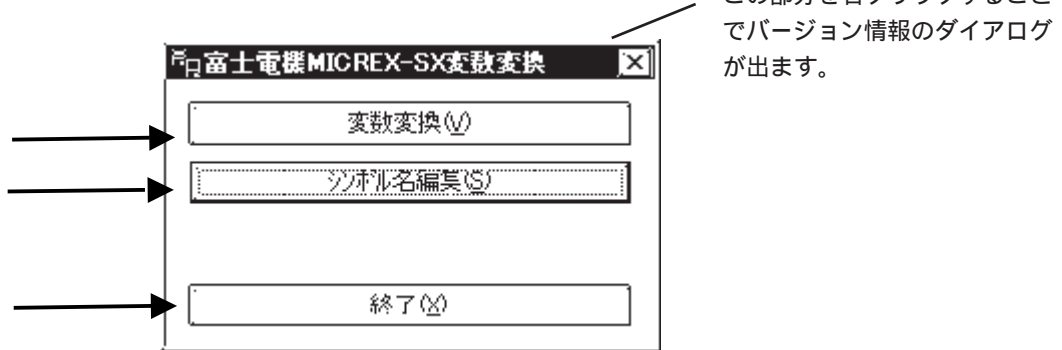 この部分を右クリックすること
でバージョン情報のダイアログ
が出ます。
富士電機MICREX-SX変数変換
変数変換(V)
シンボル名編集(S)
終了(X)